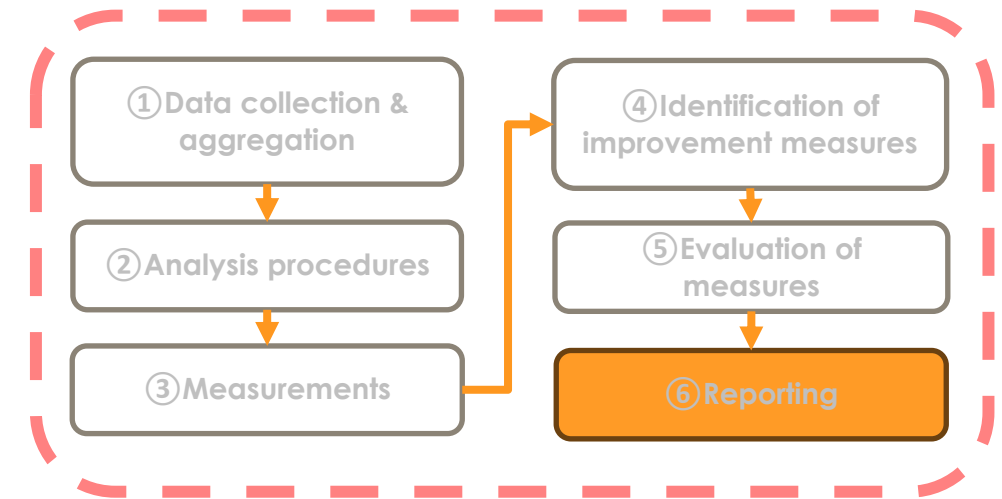 ①Data collection &
aggregation
②Analysis procedures
③Measurements
④Identification of
improvement measures
⑤Evaluation of
measures
⑥Reporting